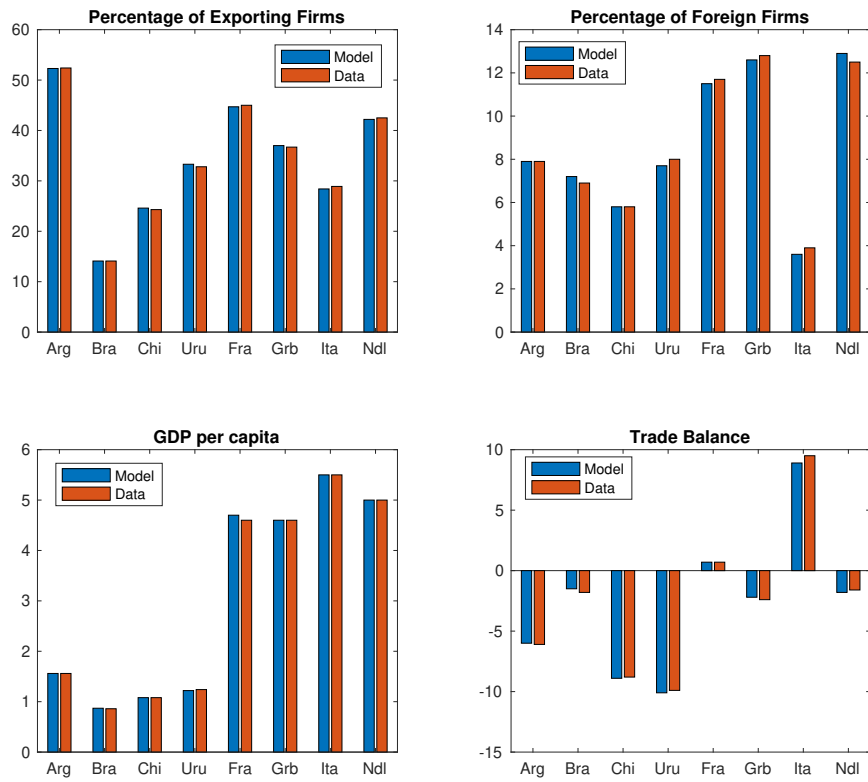 Percentage of Exporting Firms
60
50
40
30
20
10
0
Model
Data
Arg Bra Chi Uru Fra Grb Ita Ndl
Percentage of Foreign Firms
14
12
10
8
6
4
2
0
Model
Data
Arg Bra Chi Uru Fra Grb Ita Ndl
GDP per capita
6
5
4
3
2
1
0
Model
Data
Arg Bra Chi Uru Fra Grb Ita Ndl
Trade Balance
10
5
0
-5
-10
-15
Model
Data
Arg Bra Chi Uru Fra Grb Ita Ndl